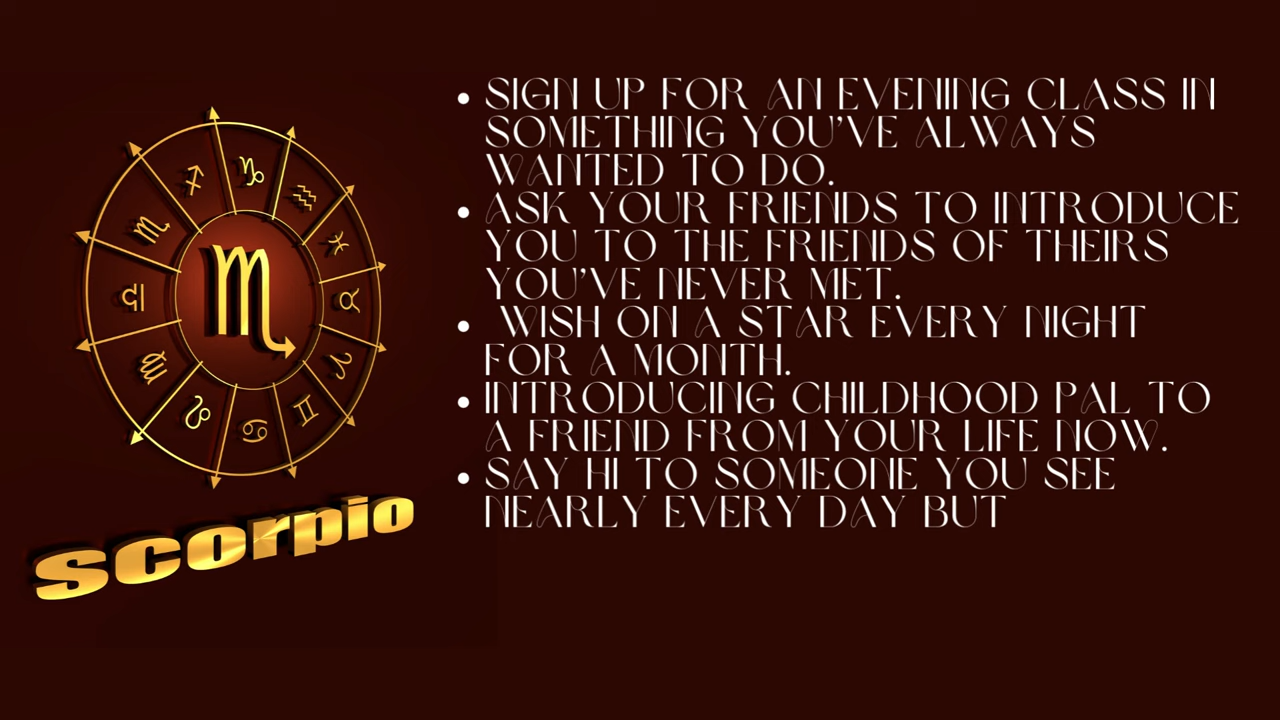 • SIGN UP FOR AN EVENING CLASS IN
SOMETHING YOU'VE ALWAYS
WANTED TO DO.
• ASK YOUR FRIENDS TO INTRODUCE
YOU TO THE FRIENDS OF THEIRS
YOU'VE NEVER MET.
• WISH ON A STAR EVERY NIGHT
FOR A MONTH.
• INTRODUCING CHILDHOOD PAL TO
A FRIEND FROM YOUR LIFE NOW.
• SAY HI TO SOMEONE YOU SEE
NEARLY EVERY DAY BUT
scorpio